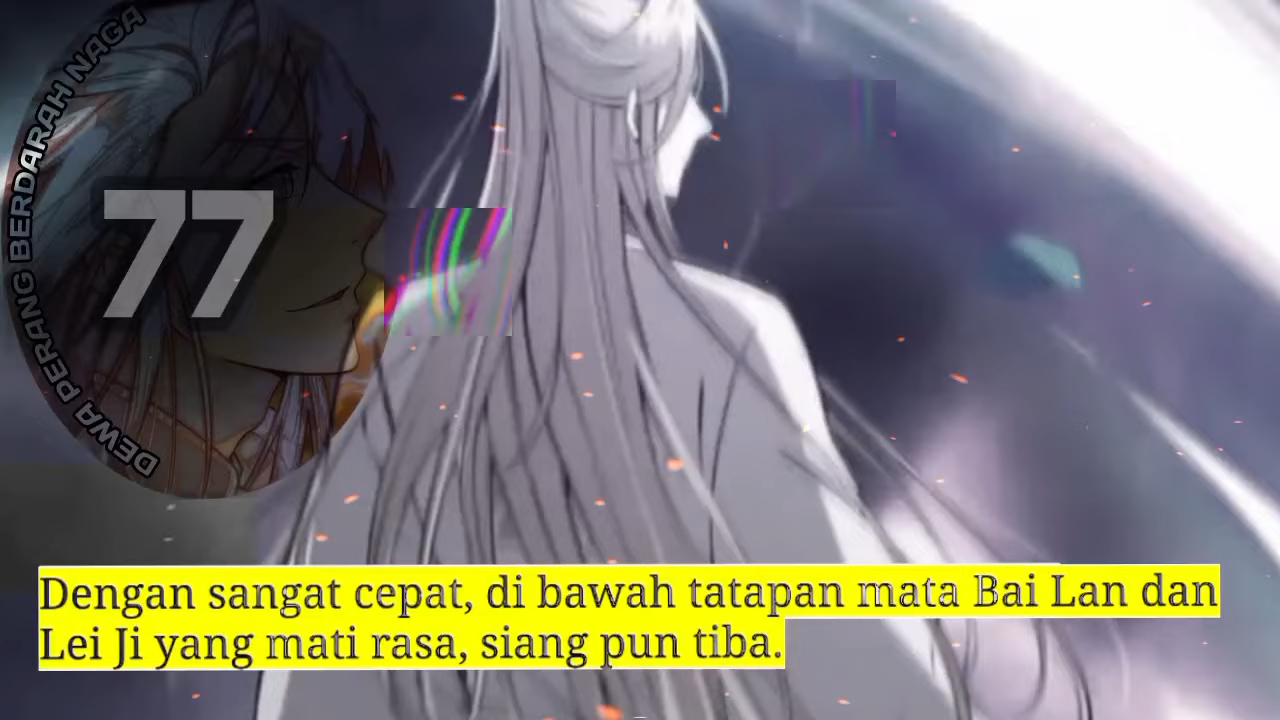 DEWA PERANG BERDARAH NAGA
77
Dengan sangat cepat, di bawah tatapan mata Bai Lan dan
Lei Ji yang mati rasa, siang pun tiba.